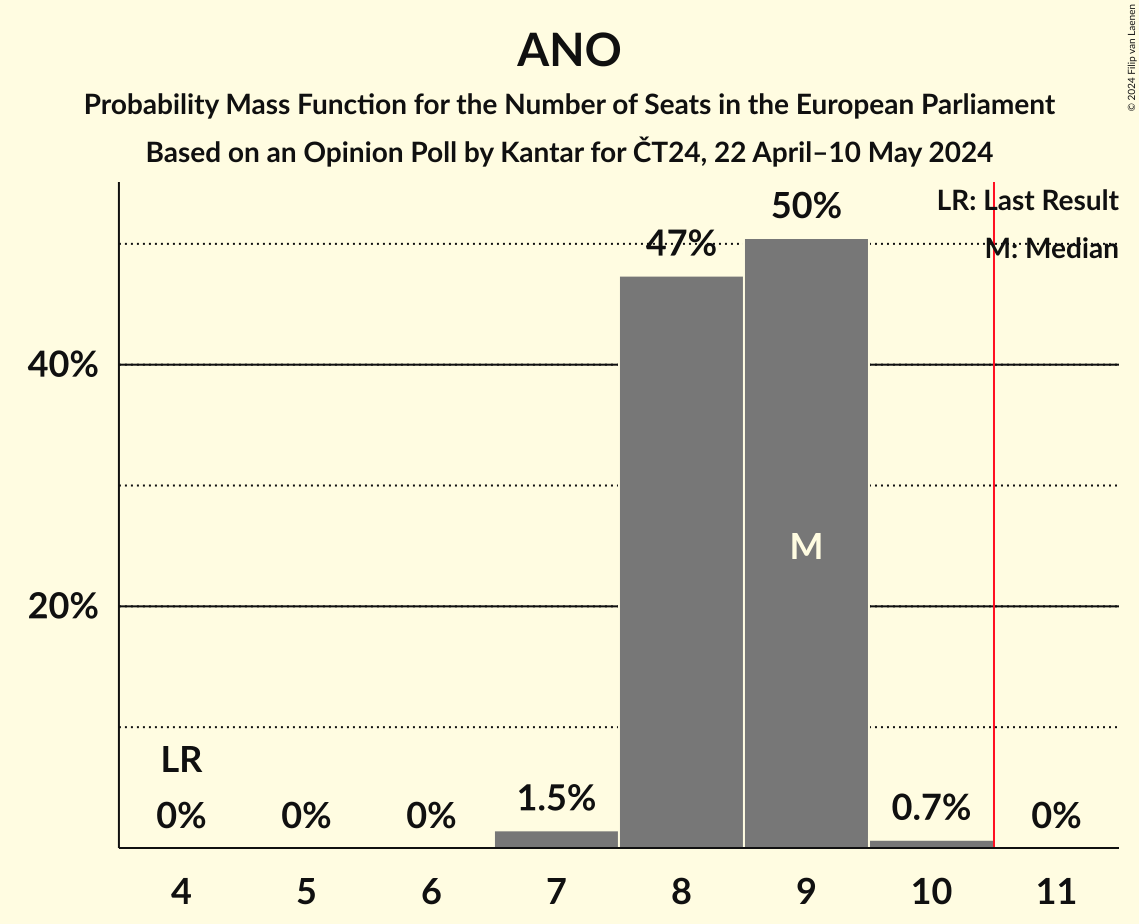 ANO
Probability Mass Function for the Number of Seats in the European Parliament
Based on an Opinion Poll by Kantar for ČT24, 22 April–10 May 2024
© 2024 Filip van Laenen
LR: Last Result
M: Median
50%
47%
40%
M
20%
LR
0%
0%
0%
1.5%
0.7%
0%
4
5
6
7
8
9
10
11